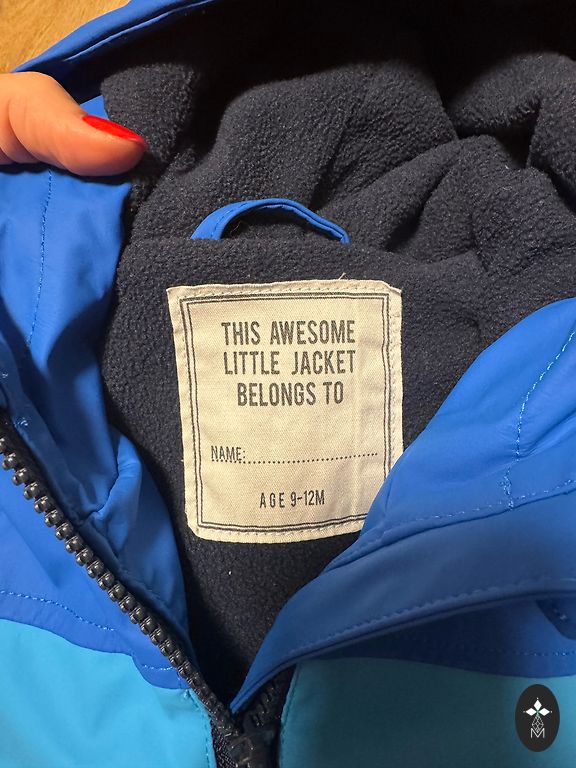 THIS AWESOME
LITTLE JACKET
BELONGS TO
NAME:................................
AGE 9-12M
M